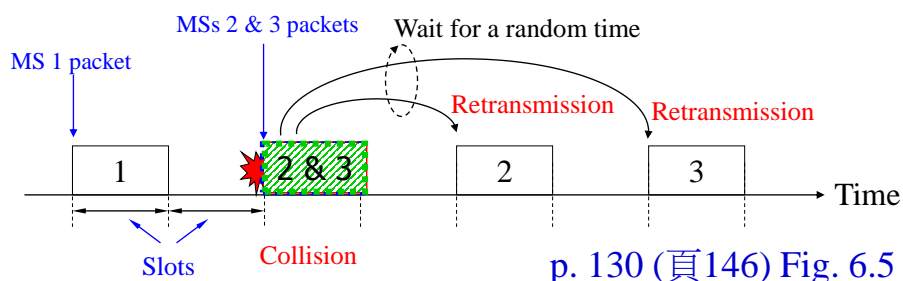 MSs 2 & 3 packets
Wait for a random time
MS 1 packet
Retransmission
Retransmission
1
2 & 3
2
3
Time
Slots
Collision
p. 130 (頁146) Fig. 6.5